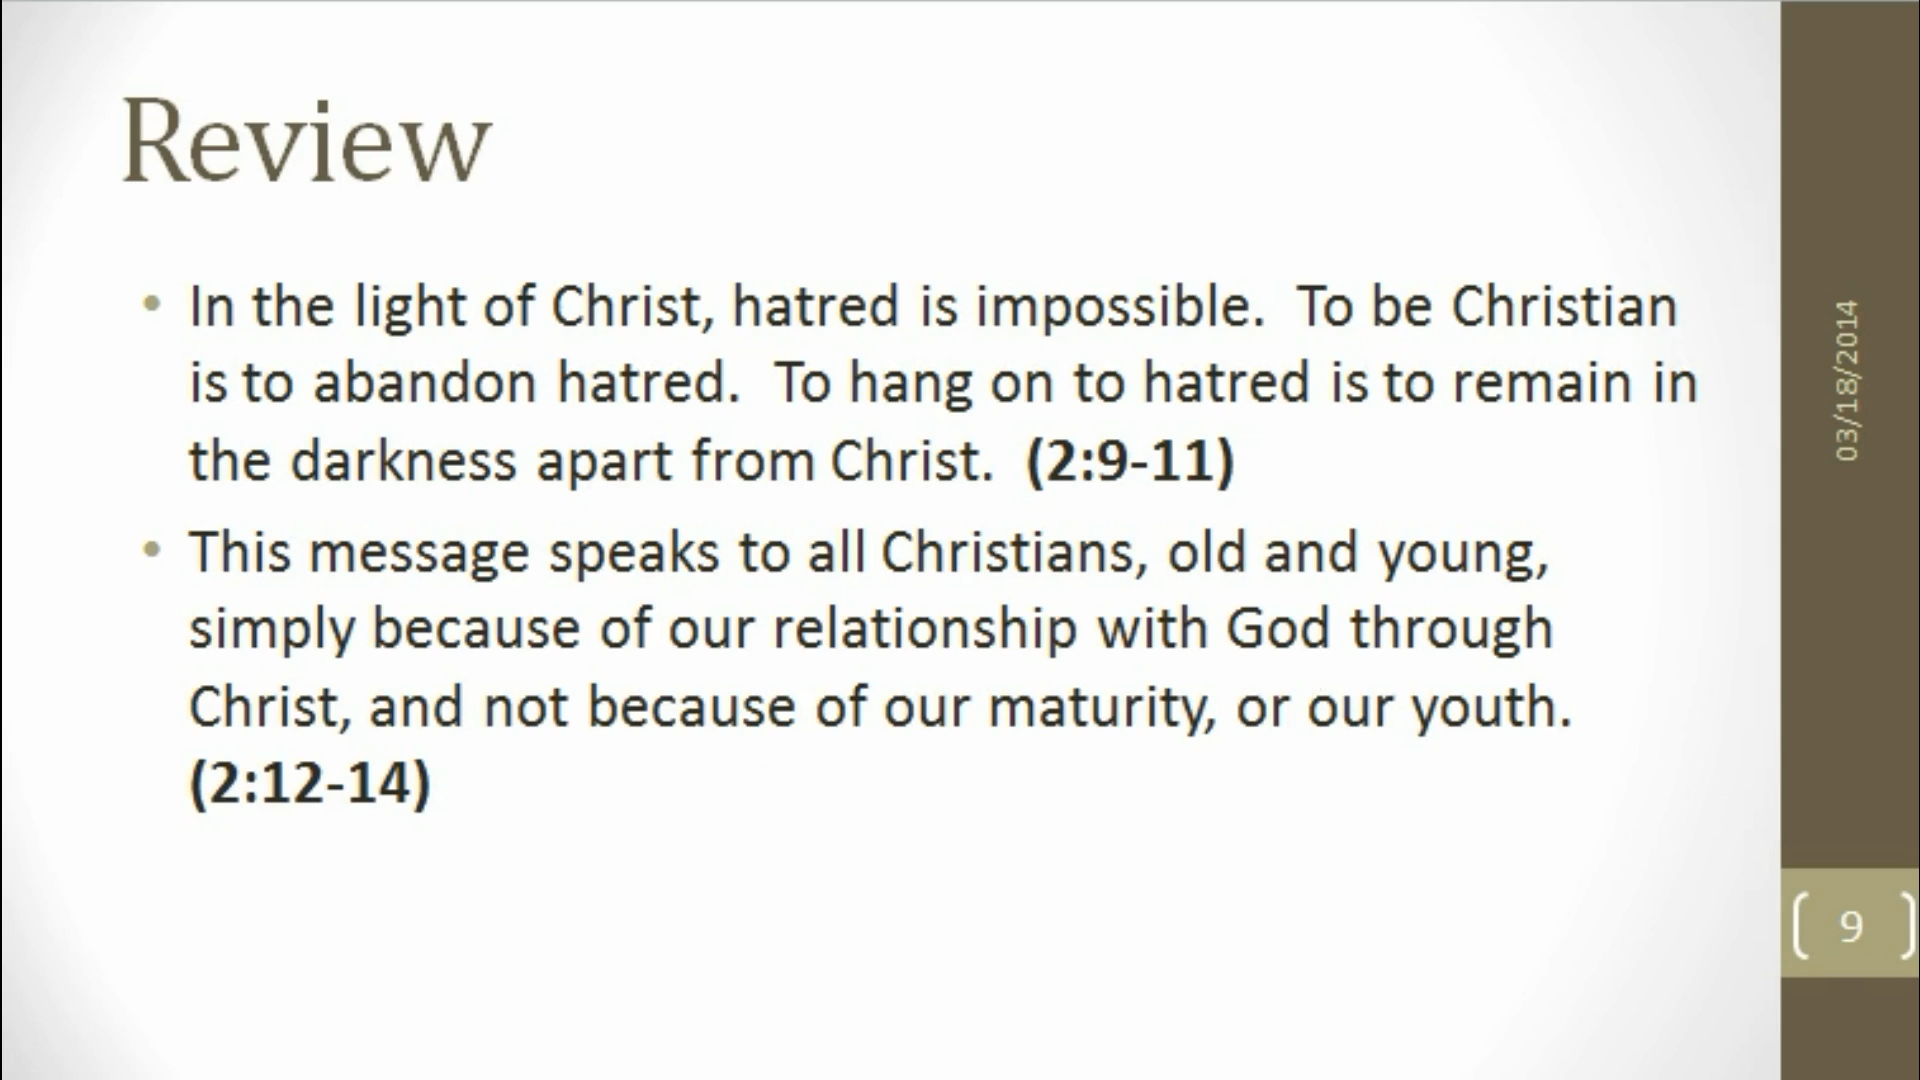 Review
• In the light of Christ, hatred is impossible.  To be Christian
is to abandon hatred.  To hang on to hatred is to remain in
the darkness apart from Christ.  (2:9-11)
• This message speaks to all Christians, old and young,
simply because of our relationship with God through
Christ, and not because of our maturity, or our youth.
(2:12-14)
03/18/2014
9